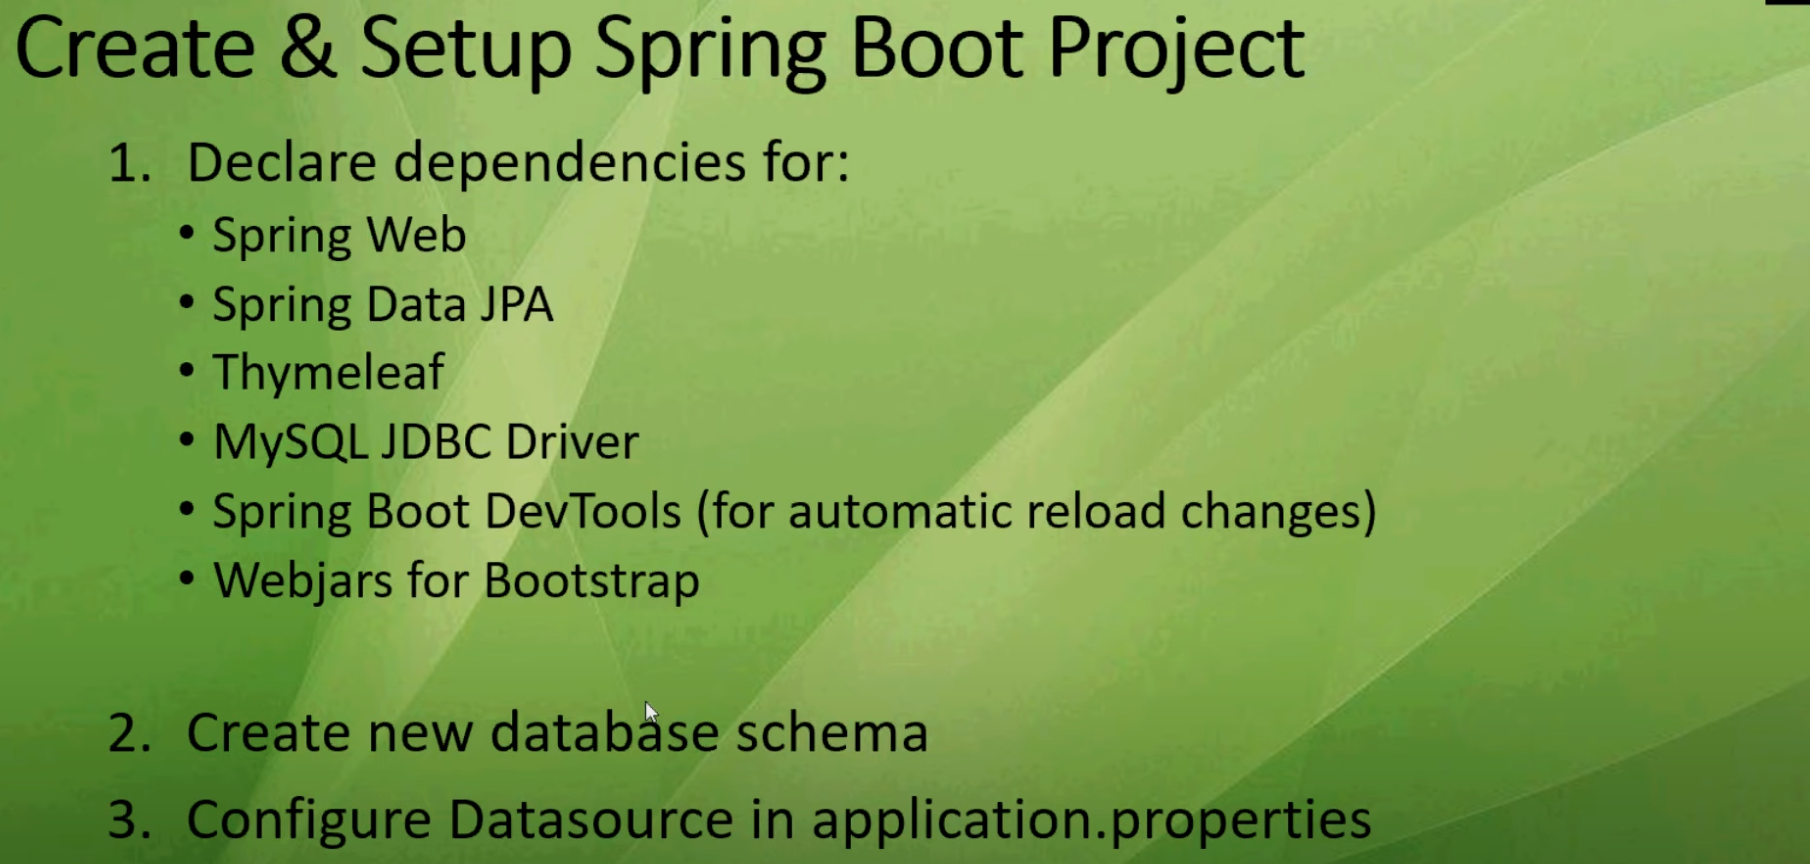 Create & Setup Spring Boot Project
1. Declare dependencies for:
• Spring Web
• Spring Data JPA
• Thymeleaf
• MySQL JDBC Driver
• Spring Boot DevTools (for automatic reload changes)
• Webjars for Bootstrap
2. Create new database schema
3. Configure Datasource in application.properties